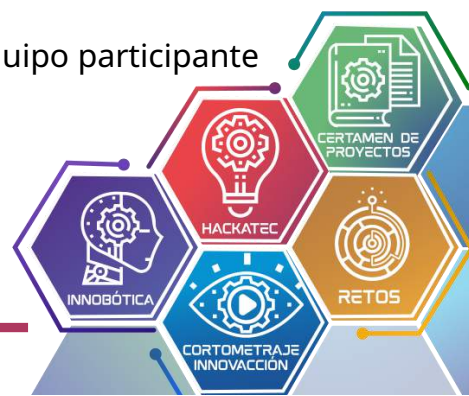 uipo participante
CERTAMEN DE
PROYECTOS
HACKATEC
INNOBÓTICA
RETOS
CORTOMETRAJE
INNOVACCIÓN